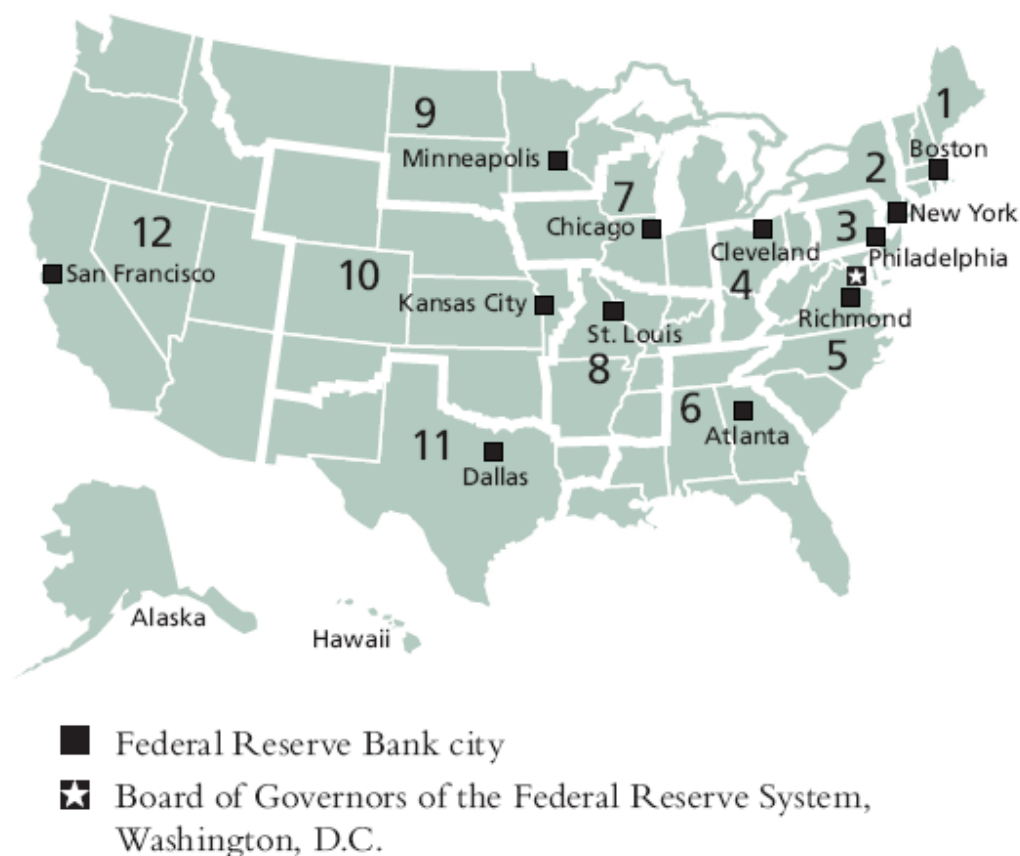 1
9
Boston
Minneapolis
2
7
New York
Chicago
3
12
Cleveland
Philadelphia
San Francisco
10
4
Kansas City
Richmond
St. Louis
5
8
6
Atlanta
11
Dallas
Alaska
Hawaii
Federal Reserve Bank city
Board of Governors of the Federal Reserve System,
Washington, D.C.